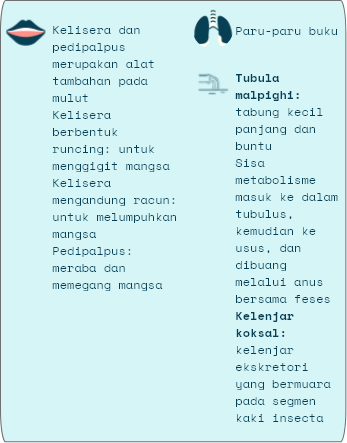 Kelisera dan
pedipalpus
merupakan alat
tambahan pada
mulut
Kelisera
berbentuk
runcing: untuk
menggigit mangsa
Kelisera
mengandung racun:
untuk melumpuhkan
mangsa
Pedipalpus:
meraba dan
memegang mangsa
Paru-paru buku
Tubula
malpighi:
tabung kecil
panjang dan
buntu
Sisa
metabolisme
masuk ke dalam
tubulus,
kemudian ke
usus, dan
dibuang
melalui anus
bersama feses
Kelenjar
koksal:
kelenjar
ekskretori
yang bermuara
pada segmen
kaki insecta